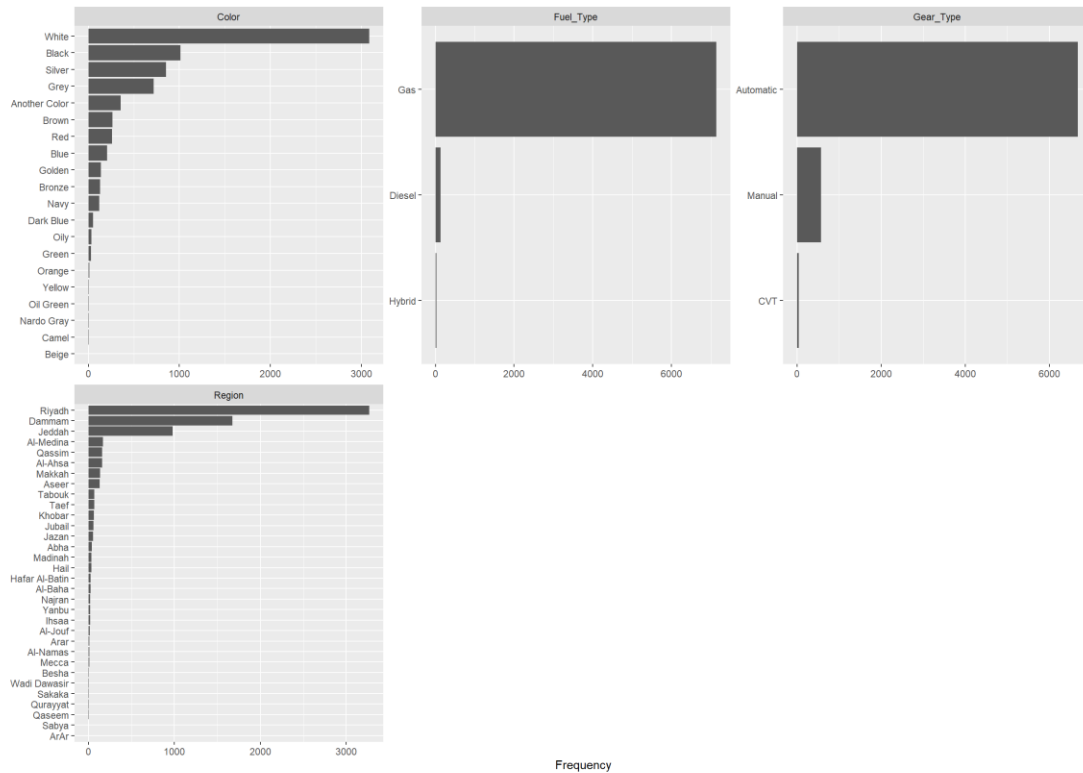 Color
White
Black
Silver
Grey
Another Color
Brown
Red
Blue
Golden
Bronze
Navy
Dark Blue
Oily
Green
Orange
Yellow
Oil Green
Nardo Gray
Camel
Beige
0 1000 2000 3000
Fuel_Type
Gas
Diesel
Hybrid
0 2000 4000 6000
Gear_Type
Automatic
Manual
CVT
0 2000 4000 6000
Region
Riyadh
Dammam
Jeddah
Al-Medina
Qassim
Al-Ahsa
Makkah
Aseer
Tabouk
Taef
Khobar
Jubail
Jazan
Abha
Madinah
Hail
Hafar Al-Batin
Al-Baha
Najran
Yanbu
Ihsaa
Al-Jouf
Arar
Al-Namas
Mecca
Besha
Wadi Dawasir
Sakaka
Qurayyat
Qaseem
Sabya
ArAr
0 1000 2000 3000
Frequency